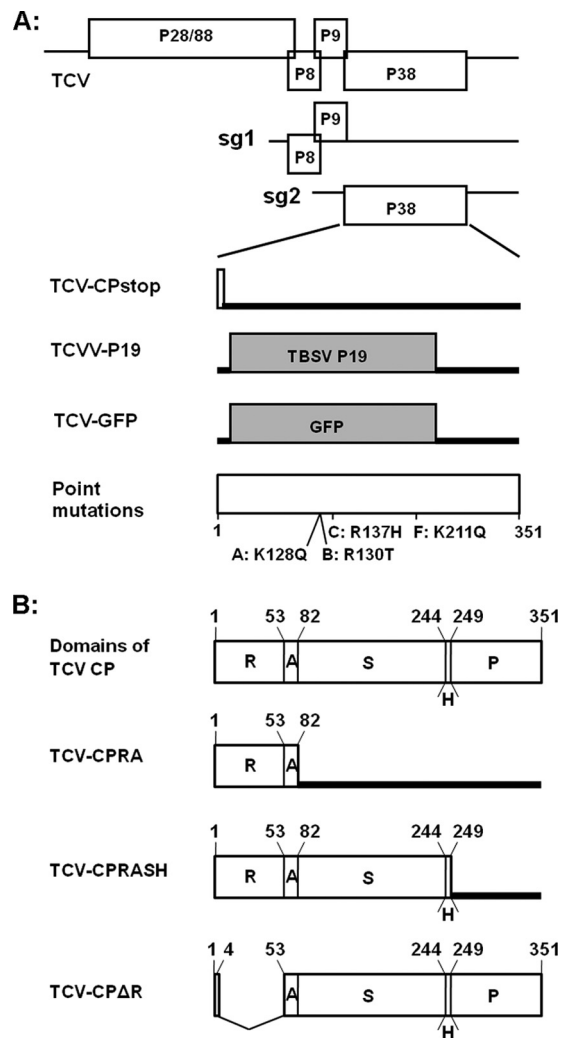 A:
P28/88
P9
TCV
P8
P38
P9
sg1
P8
sg2
P38
TCV-CPstop
TCVV-P19
TBSV P19
TCV-GFP
GFP
Point
mutations
1
351
C: R137H F: K211Q
A: K128Q B: R130T
B:
1 53 82 244 249 351
Domains of
TCV CP
R A S P
H
1 53 82
TCV-CPRA
R A
1 53 82 244 249
TCV-CPRASH
R A S
H
1 4 53 244 249 351
TCV-CPΔR
A S P
H